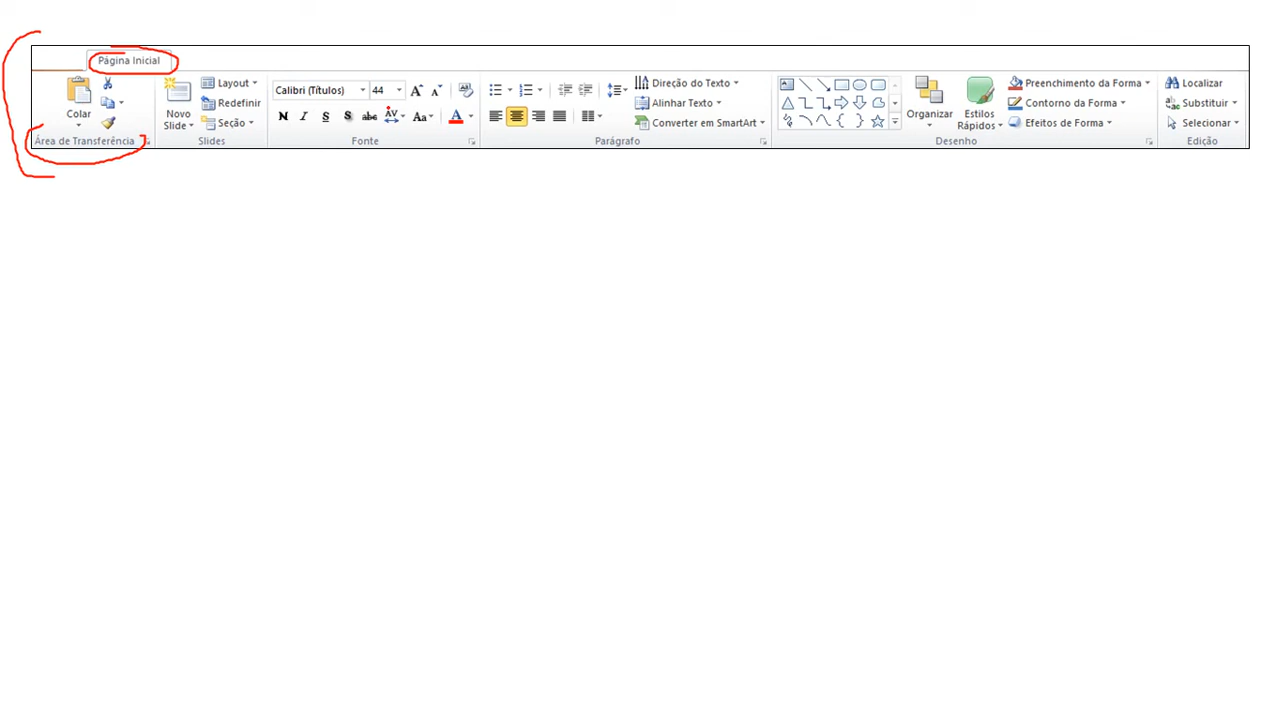 Página Inicial
Colar
Área de Transferência
Novo
Slide
Layout
Redefinir
Seção
Slides
Calibri (Títulos) 44
N I S S abc AV Aa A
Fonte
Direção do Texto
Alinhar Texto
Converter em SmartArt
Parágrafo
Organizar
Estilos
Rápidos
Preenchimento da Forma
Contorno da Forma
Efeitos de Forma
Desenho
Localizar
Substituir
Selecionar
Edição